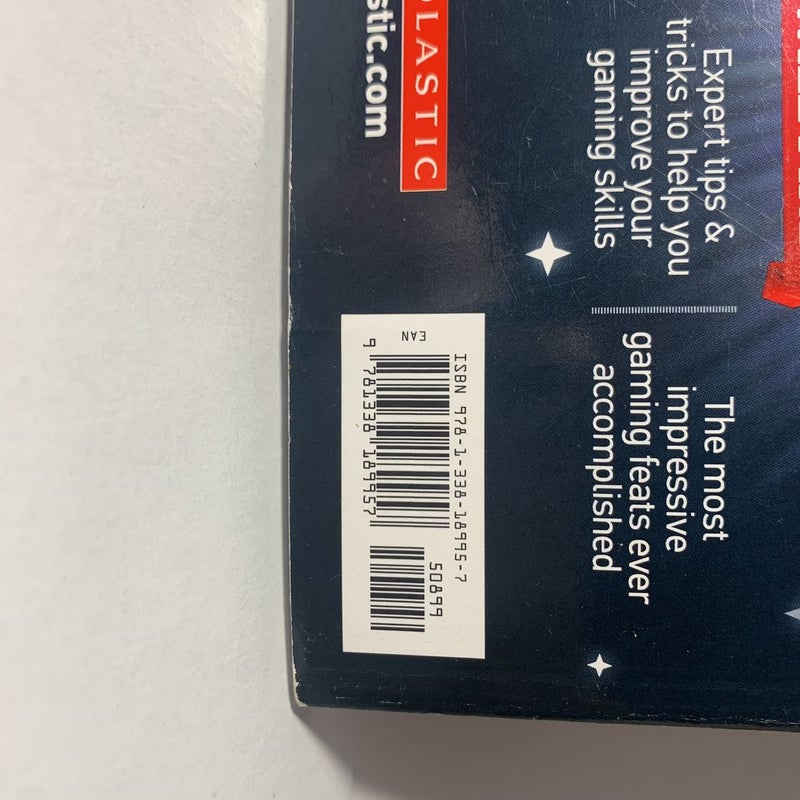 Expert tips &
tricks to help you
improve your
gaming skills
The most
impressive
gaming feats ever
accomplished
LASTIC
stic.com
ISBN 978-1-338-18995-7
EAN
9 781338 189957
50899